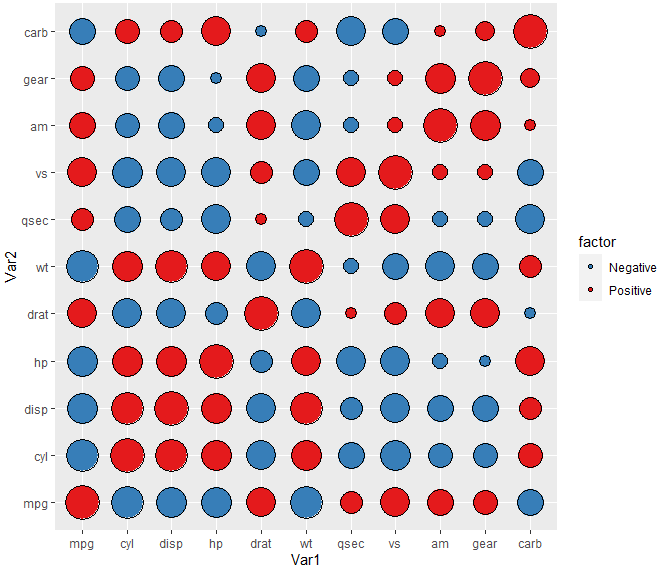 carb
gear
am
vs
qsec
wt
drat
hp
disp
cyl
mpg
Var2
mpg cyl disp hp drat wt qsec vs am gear carb
Var1
factor
Negative
Positive